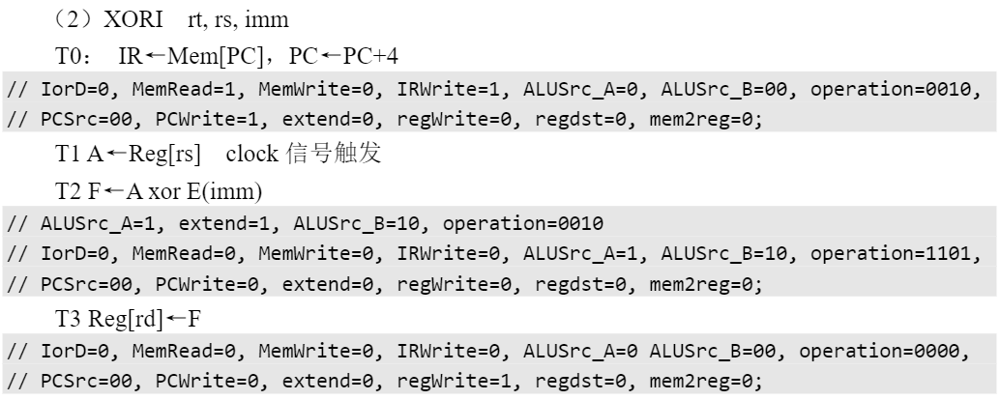 （2）XORI rt, rs, imm
T0： IR←Mem[PC]，PC←PC+4
// IorD=0, MemRead=1, MemWrite=0, IRWrite=1, ALUSrc_A=0, ALUSrc_B=00, operation=0010,
// PCSrc=00, PCWrite=1, extend=0, regWrite=0, regdst=0, mem2reg=0;
T1 A←Reg[rs] clock 信号触发
T2 F←A xor E(imm)
// ALUSrc_A=1, extend=1, ALUSrc_B=10, operation=0010
// IorD=0, MemRead=0, MemWrite=0, IRWrite=0, ALUSrc_A=1, ALUSrc_B=10, operation=1101,
// PCSrc=00, PCWrite=0, extend=0, regWrite=0, regdst=0, mem2reg=0;
T3 Reg[rd]←F
// IorD=0, MemRead=0, MemWrite=0, IRWrite=0, ALUSrc_A=0 ALUSrc_B=00, operation=0000,
// PCSrc=00, PCWrite=0, extend=0, regWrite=1, regdst=0, mem2reg=0;